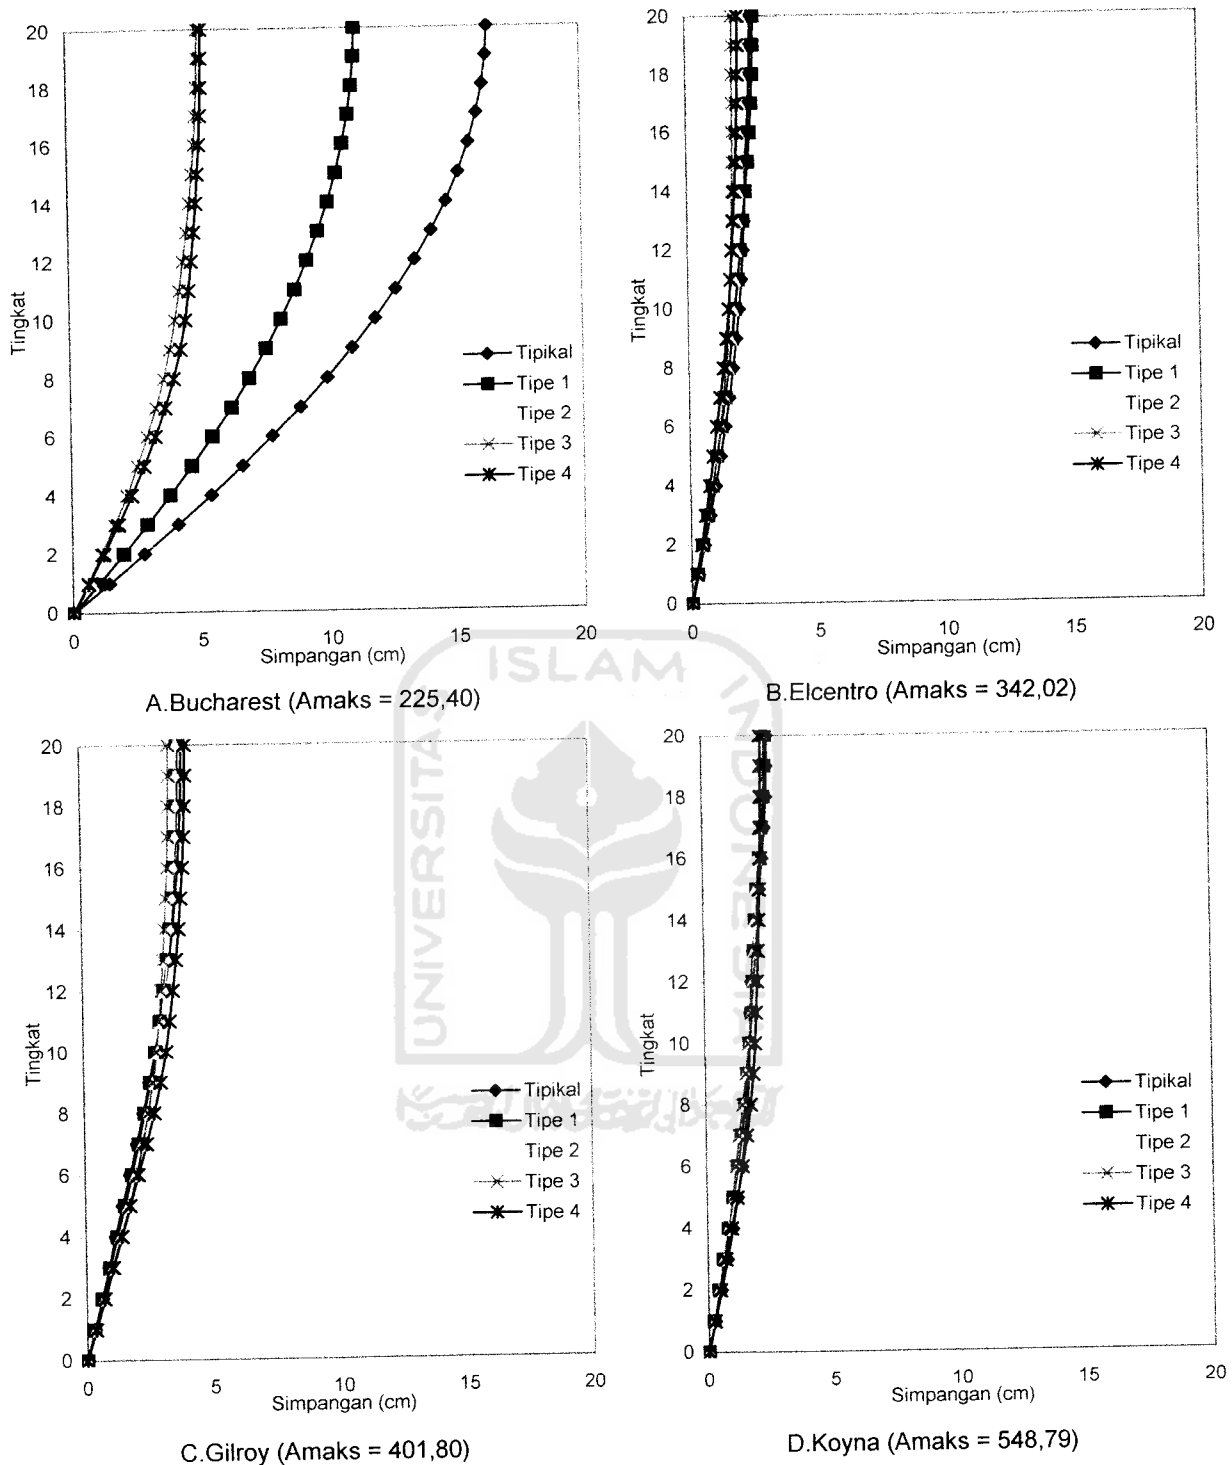 20
18
16
14
12
10
8
6
4
2
0
Tingkat
0
5
10
15
20
Simpangan (cm)
Tipikal
Tipe 1
Tipe 2
Tipe 3
Tipe 4
A.Bucharest (Amaks = 225,40)
20
18
16
14
12
10
8
6
4
2
0
Tingkat
0
5
10
15
20
Simpangan (cm)
Tipikal
Tipe 1
Tipe 2
Tipe 3
Tipe 4
B.Elcentro (Amaks = 342,02)
20
18
16
14
12
10
8
6
4
2
0
Tingkat
0
5
10
15
20
Simpangan (cm)
Tipikal
Tipe 1
Tipe 2
Tipe 3
Tipe 4
C.Gilroy (Amaks = 401,80)
20
18
16
14
12
10
8
6
4
2
0
Tingkat
0
5
10
15
20
Simpangan (cm)
Tipikal
Tipe 1
Tipe 2
Tipe 3
Tipe 4
D.Koyna (Amaks = 548,79)
UNIVERSITAS
ISLAM
INDONESIA